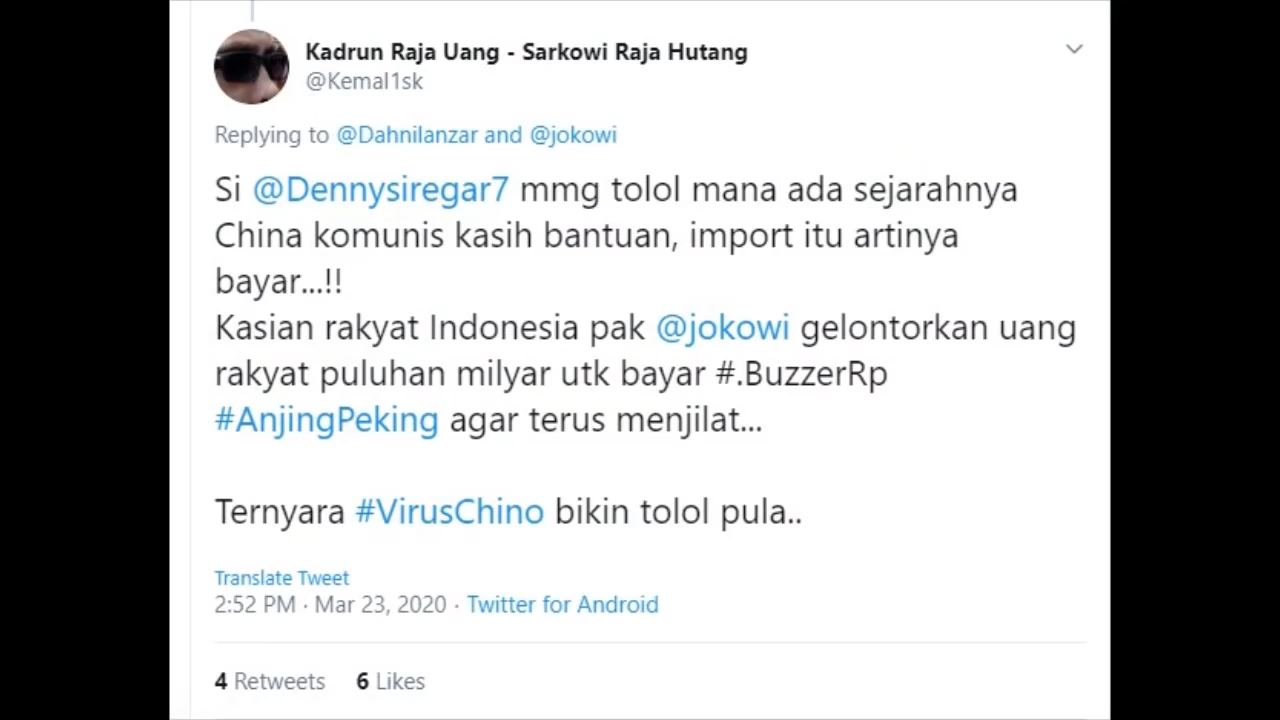 Kadrun Raja Uang - Sarkowi Raja Hutang
@Kemal1sk
Replying to @Dahnilanzar and @jokowi
Si @Dennysiregar7 mmg tolol mana ada sejarahnya
China komunis kasih bantuan, import itu artinya
bayar...!!
Kasian rakyat Indonesia pak @jokowi gelontorkan uang
rakyat puluhan milyar utk bayar #.BuzzerRp
#AnjingPeking agar terus menjilat...
Ternyara #VirusChino bikin tolol pula..
Translate Tweet
2:52 PM · Mar 23, 2020 · Twitter for Android
4 Retweets 6 Likes